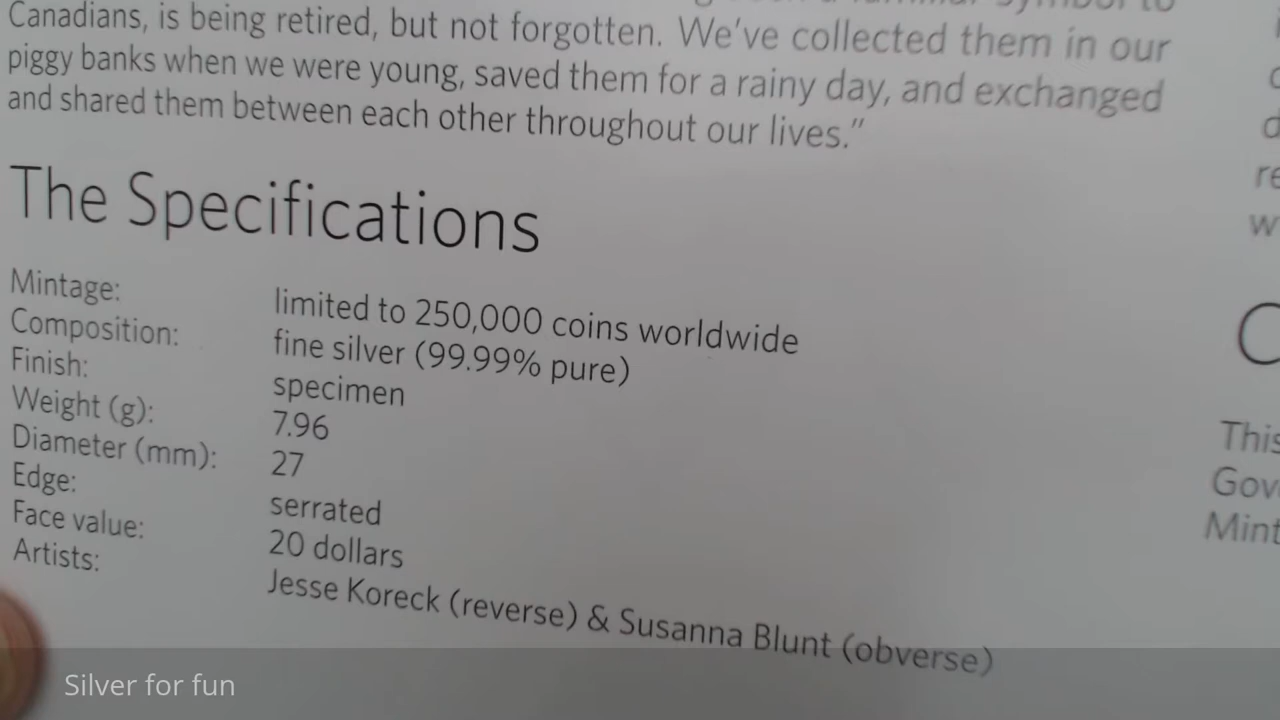 Canadians, is being retired, but not forgotten. We've collected them in our
piggy banks when we were young, saved them for a rainy day, and exchanged
and shared them between each other throughout our lives."
The Specifications
Mintage: limited to 250,000 coins worldwide
Composition: fine silver (99.99% pure)
Finish: specimen
Weight (g): 7.96
Diameter (mm): 27
Edge: serrated
Face value: 20 dollars
Artists: Jesse Koreck (reverse) & Susanna Blunt (obverse)
This
Mint
Silver for fun